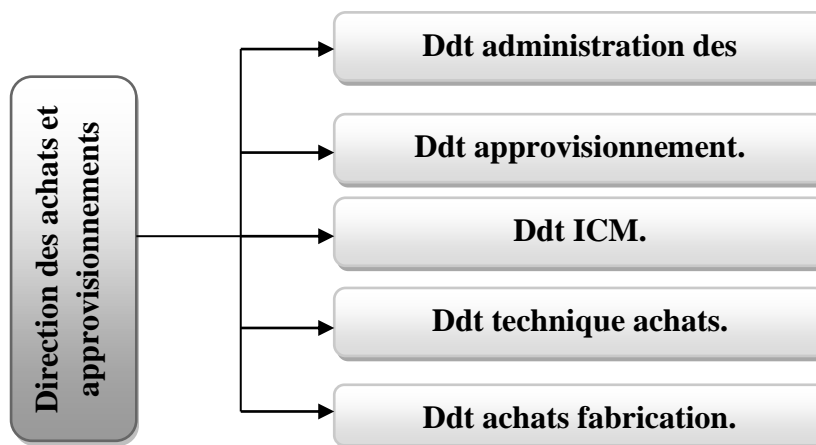 Direction des achats et
approvisionnements
Ddt administration des
Ddt approvisionnement.
Ddt ICM.
Ddt technique achats.
Ddt achats fabrication.